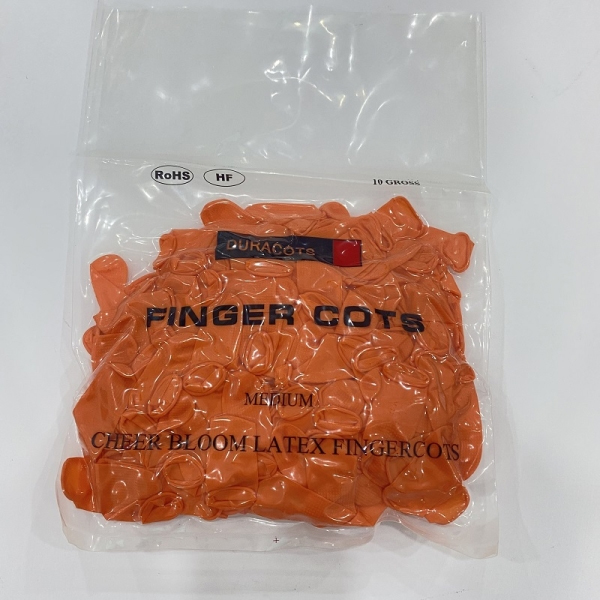 RoHS HF 10 GROSS
DURACOTS
FINGER COTS
MEDIUM
CHEER BLOOM LATEX FINGERCOTS